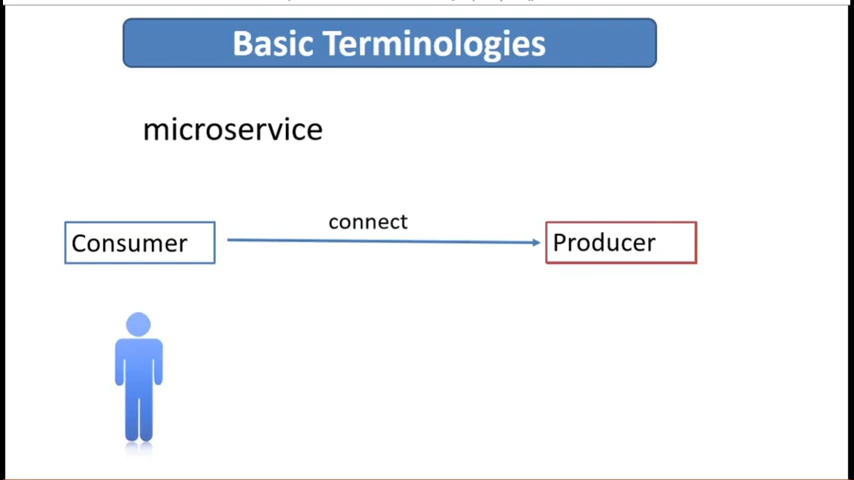 Basic Terminologies
microservice
connect
Consumer
Producer